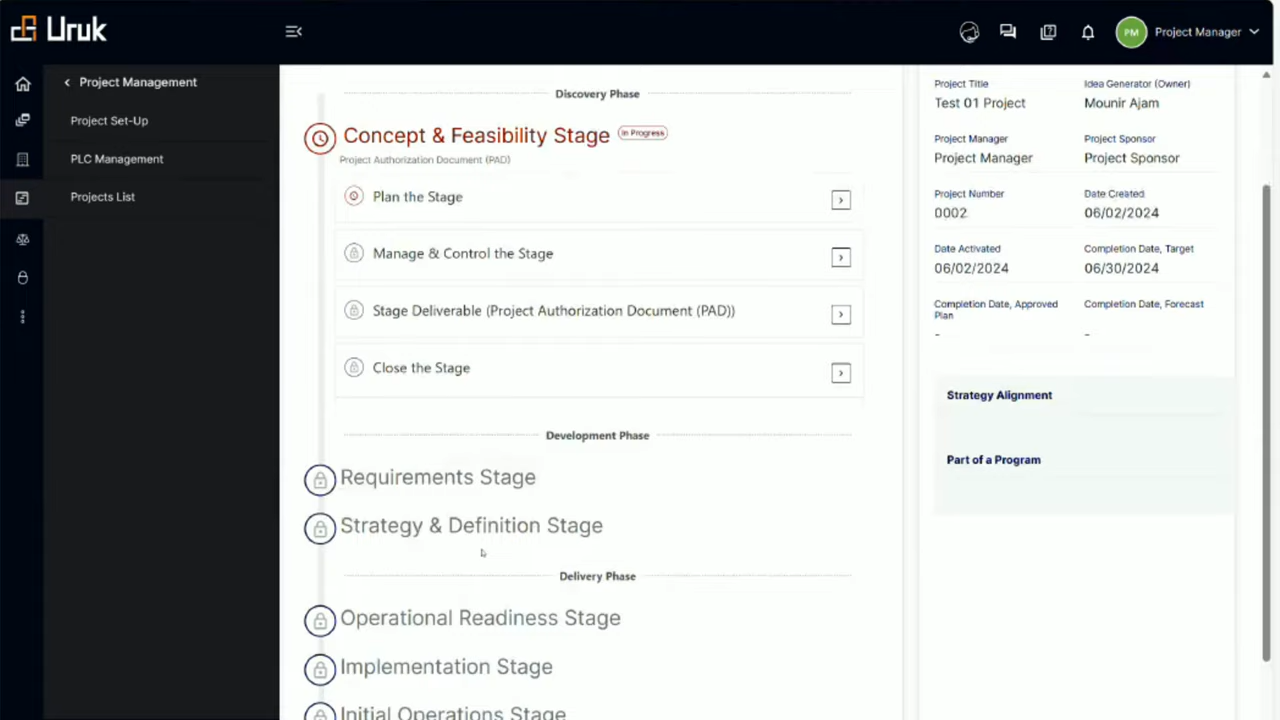 Uruk
PM
Project Manager
Project Management
Project Set-Up
PLC Management
Projects List
Discovery Phase
Concept & Feasibility Stage
In Progress
Project Authorization Document (PAD)
Plan the Stage
Manage & Control the Stage
Stage Deliverable (Project Authorization Document (PAD))
Close the Stage
Development Phase
Requirements Stage
Strategy & Definition Stage
Delivery Phase
Operational Readiness Stage
Implementation Stage
Initial Operations Stage
Project Title
Idea Generator (Owner)
Test 01 Project
Mounir Ajam
Project Manager
Project Sponsor
Project Manager
Project Sponsor
Project Number
Date Created
0002
06/02/2024
Date Activated
Completion Date, Target
06/02/2024
06/30/2024
Completion Date, Approved
Plan
Completion Date, Forecast
-
-
Strategy Alignment
Part of a Program